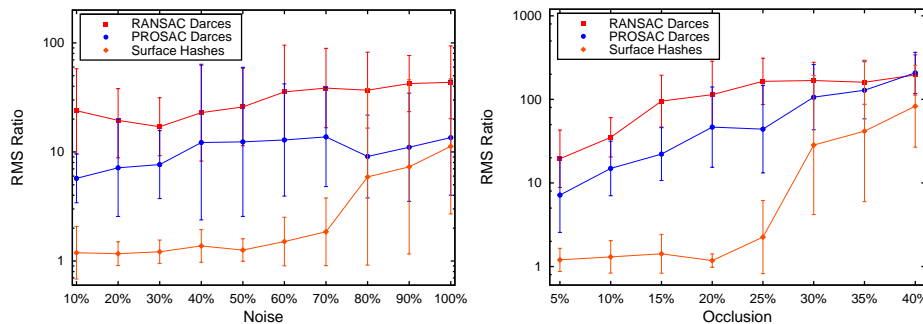 RANSAC Darces
PROSAC Darces
Surface Hashes
100
10
1
RMS Ratio
10% 20% 30% 40% 50% 60% 70% 80% 90% 100%
Noise
RANSAC Darces
PROSAC Darces
Surface Hashes
1000
100
10
1
RMS Ratio
5% 10% 15% 20% 25% 30% 35% 40%
Occlusion